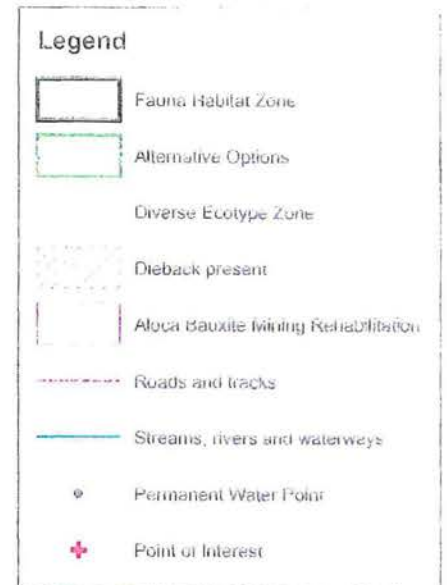 Legend
Fauna Habitat Zone
Alternative Options
Diverse Ecotype Zone
Dieback present
Aloca Bauxite Mining Rehabilitation
Roads and tracks
Streams, rivers and waterways
Permanent Water Point
Point of Interest